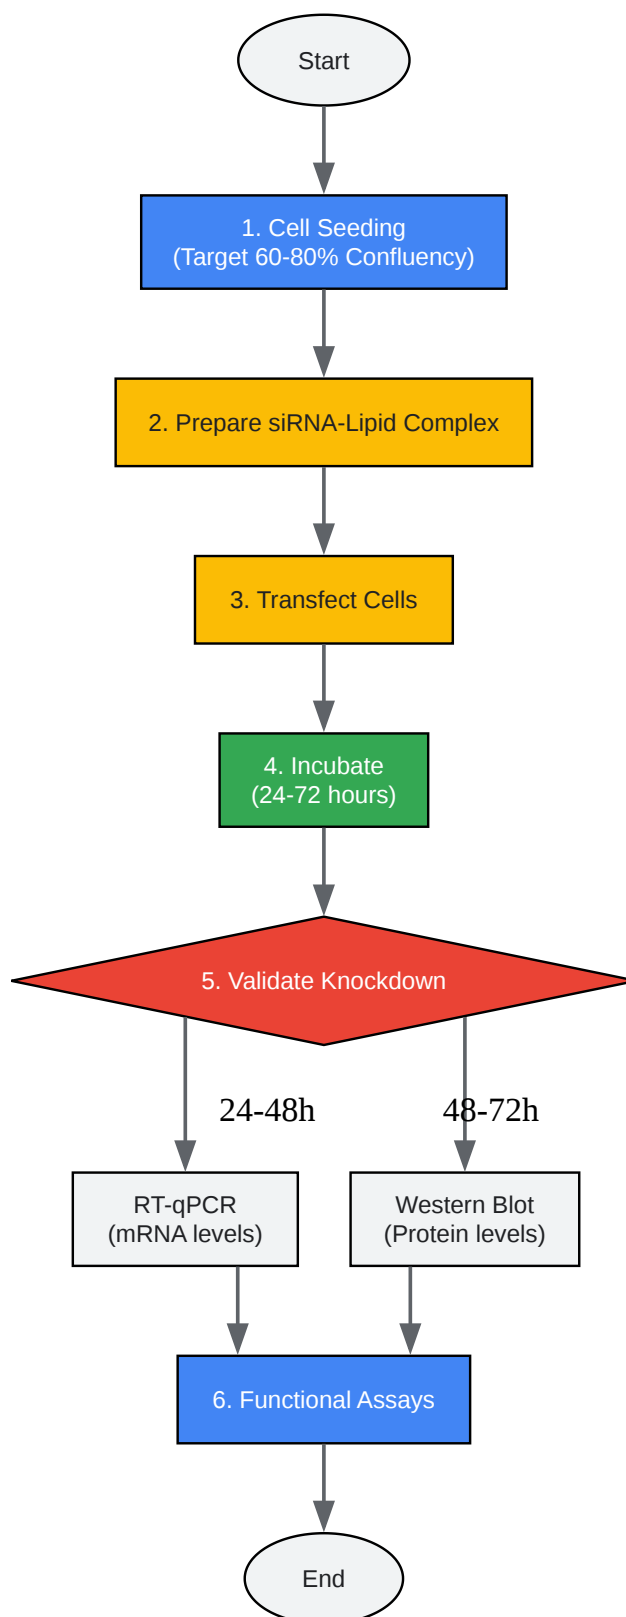 Start
1. Cell Seeding
(Target 60-80% Confluency)
2. Prepare siRNA-Lipid Complex
3. Transfect Cells
4. Incubate
(24-72 hours)
5. Validate Knockdown
24-48h
48-72h
RT-qPCR
(mRNA levels)
Western Blot
(Protein levels)
6. Functional Assays
End